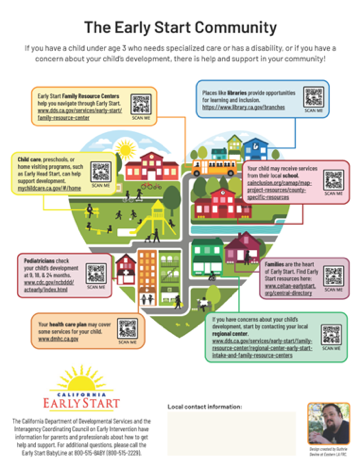 The Early Start Community
If you have a child under age 3 who needs specialized care or has a disability, or if you have a
concern about your child's development, there is help and support in your community!
Early Start Family Resource Centers
help you navigate through Early Start.
www.dds.ca.gov/services/early-start/
family-resource-center
SCAN ME
Places like libraries provide opportunities
for learning and inclusion.
https://www.library.ca.gov/branches
SCAN ME
Child care, preschools, or
home visiting programs, such
as Early Head Start, can help
support development.
mychildcare.ca.gov/#/home
SCAN ME
Your child may receive services
from their local school.
cainclusion.org/camap/map-
project-resources/county-
specific-resources
SCAN ME
Pediatricians check
your child's development
at 9, 18, & 24 months.
www.cdc.gov/ncbddd/
actearly/index.html
SCAN ME
Families are the heart
of Early Start. Find Early
Start resources here:
www.ceitan-earlystart.
org/central-directory
SCAN ME
Your health care plan may cover
some services for your child.
www.dmhc.ca.gov
SCAN ME
If you have concerns about your child's
development, start by contacting your local
regional center.
www.dds.ca.gov/services/early-start/family-
resource-center/regional-center-early-start-
intake-and-family-resource-centers
SCAN ME
CALIFORNIA
EARLY START
The California Department of Developmental Services and the
Interagency Coordinating Council on Early Intervention have
information for parents and professionals about how to get
help and support. For additional questions, please call the
Early Start BabyLine at 800-515-BABY (800-515-2229).
Local contact information:
Design created by Guthrie